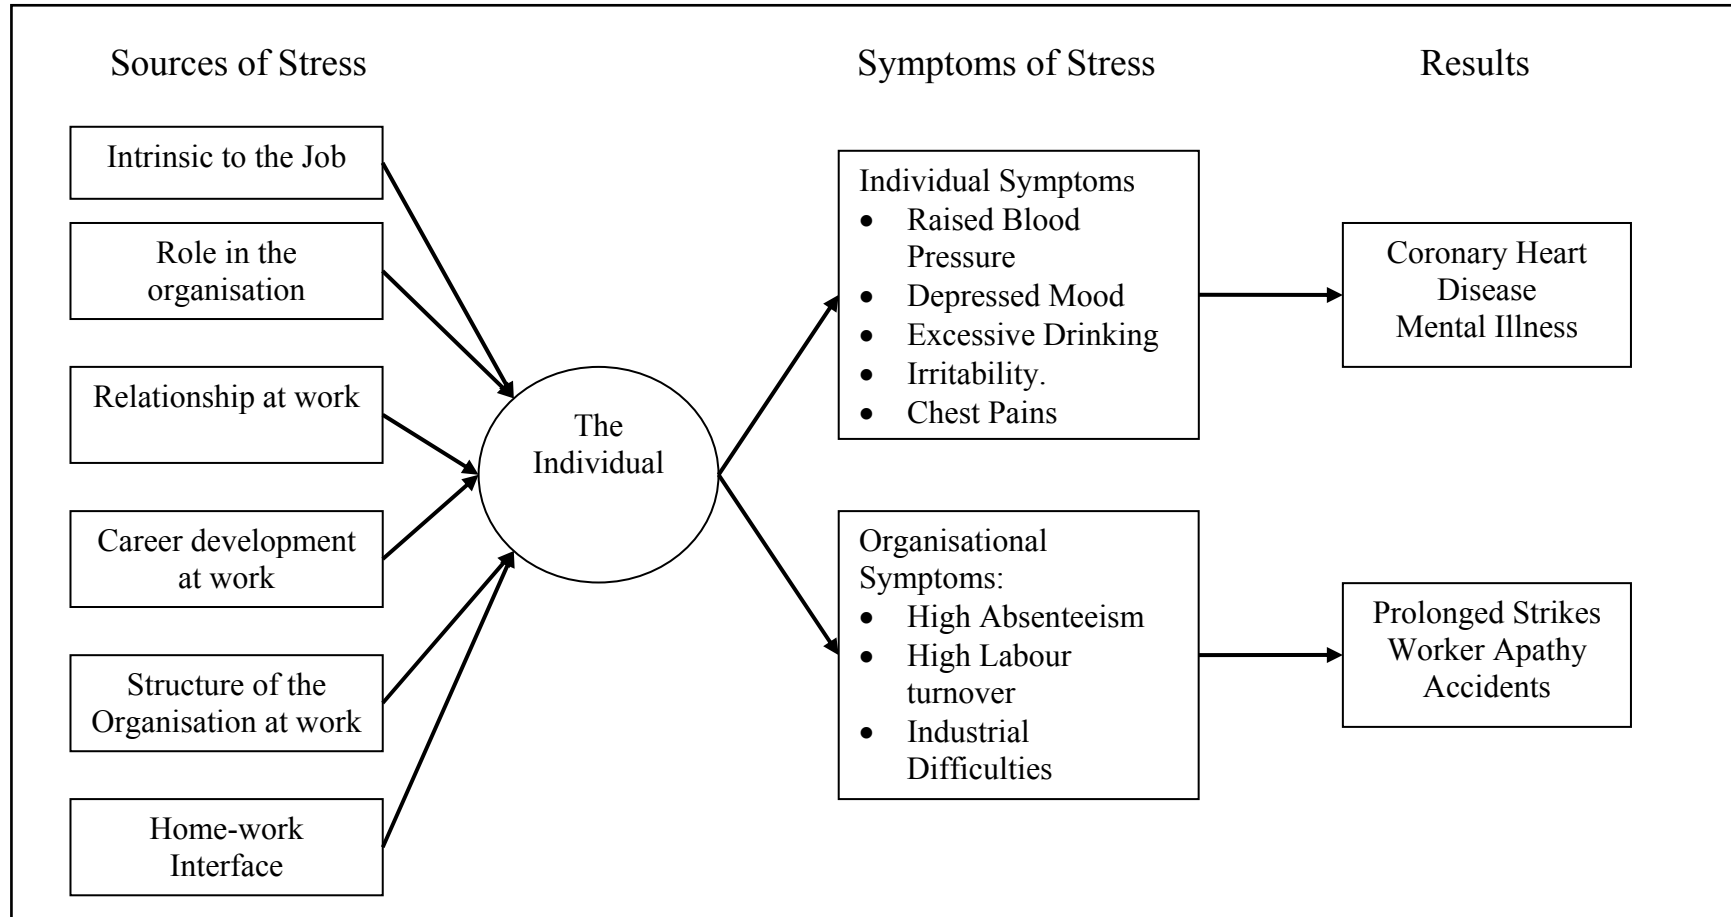 Sources of Stress
Symptoms of Stress
Results
Intrinsic to the Job
Role in the
organisation
Relationship at work
Career development
at work
Structure of the
Organisation at work
Home-work
Interface
The
Individual
Individual Symptoms
• Raised Blood
Pressure
• Depressed Mood
• Excessive Drinking
• Irritability.
• Chest Pains
Organisational
Symptoms:
• High Absenteeism
• High Labour
turnover
• Industrial
Difficulties
Coronary Heart
Disease
Mental Illness
Prolonged Strikes
Worker Apathy
Accidents